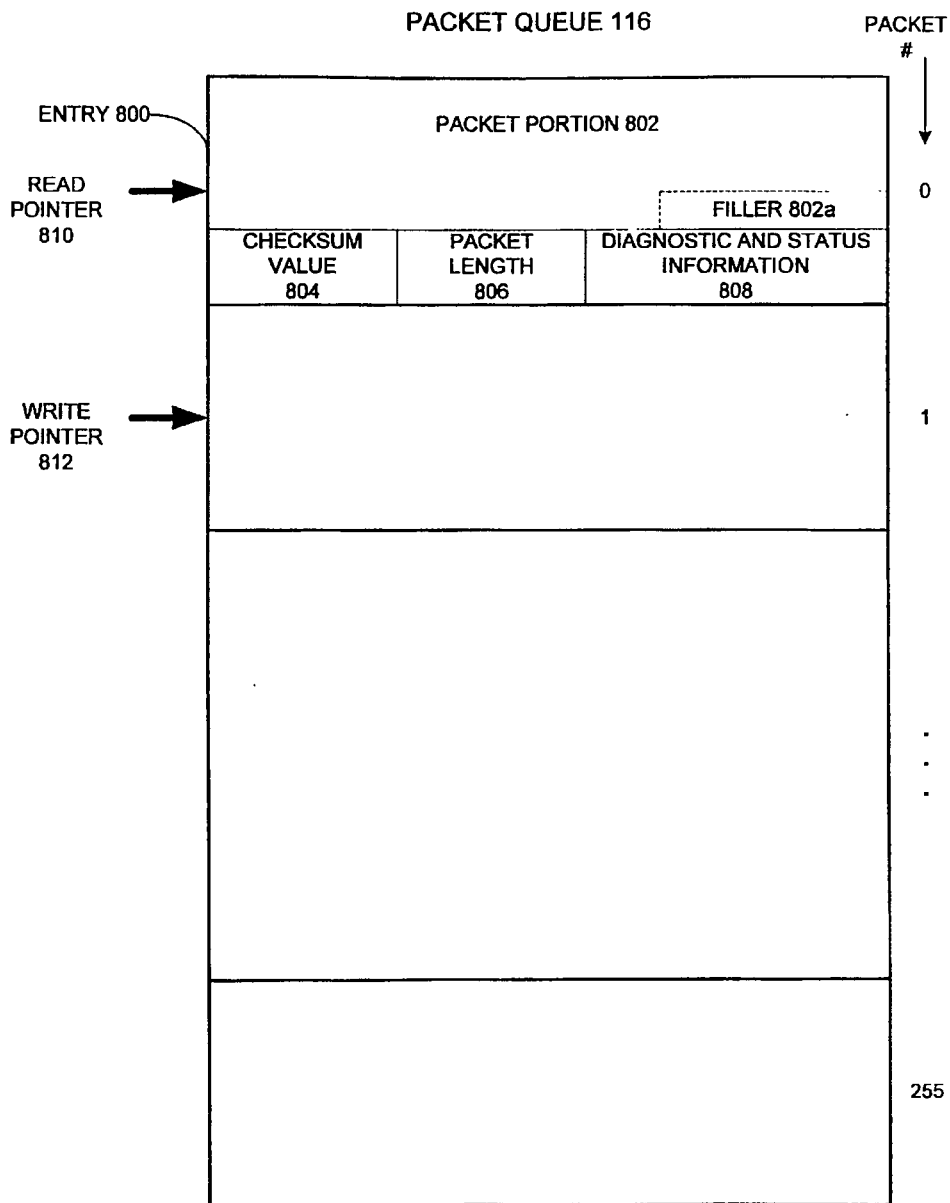 PACKET QUEUE 116
PACKET
#
ENTRY 800
PACKET PORTION 802
READ
POINTER
810
0
FILLER 802a
CHECKSUM
VALUE
804
PACKET
LENGTH
806
DIAGNOSTIC AND STATUS
INFORMATION
808
WRITE
POINTER
812
1
.
.
.
255